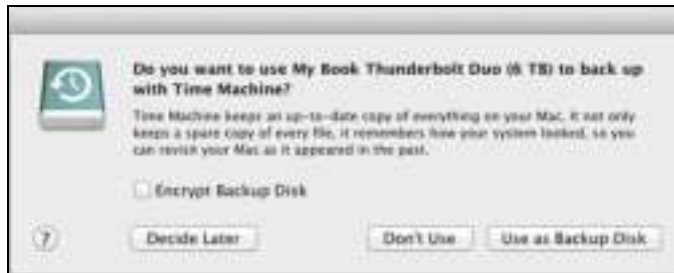 Do you want to use My Book Thunderbolt Duo (6 TB) to back up
with Time Machine?
Time Machine keeps an up-to-date copy of everything on your Mac. It not only
keeps a spare copy of every file, it remembers how your system looked, so you
can revisit your Mac as it appeared in the past.
Encrypt Backup Disk
? Decide Later Don't Use Use as Backup Disk